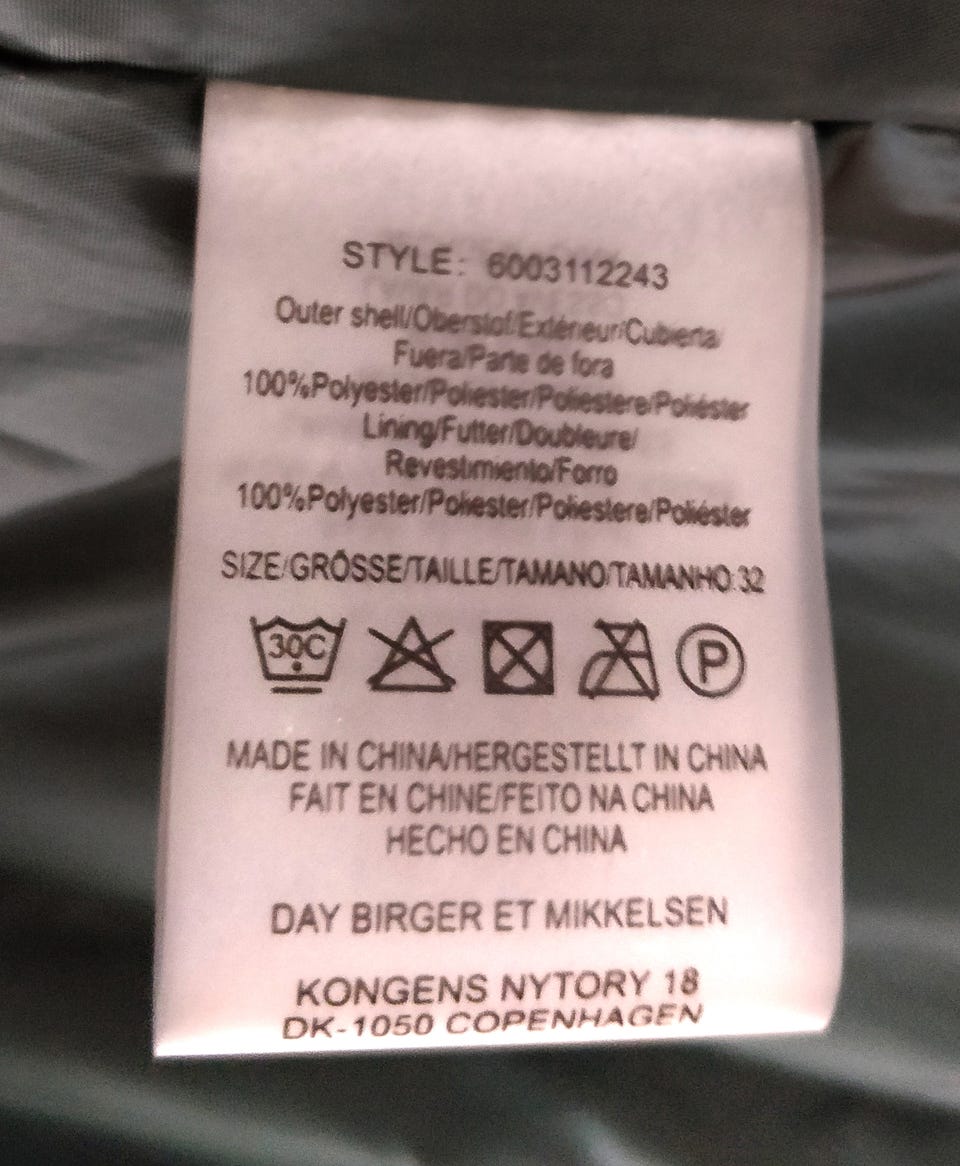 STYLE: 6003112243
Outer shell/Oberstof/Extérieur/Cubierta/
Fuera/Parte de fora
100%Polyester/Poliester/Poliestere/Poliéster
Lining/Futter/Doubleure/
Revestimiento/Forro
100%Polyester/Poliester/Poliestere/Poliéster
SIZE/GRÖSSE/TAILLE/TAMANO/TAMANHO:32
30C P
MADE IN CHINA/HERGESTELLT IN CHINA
FAIT EN CHINE/FEITO NA CHINA
HECHO EN CHINA
DAY BIRGER ET MIKKELSEN
KONGENS NYTORY 18
DK-1050 COPENHAGEN